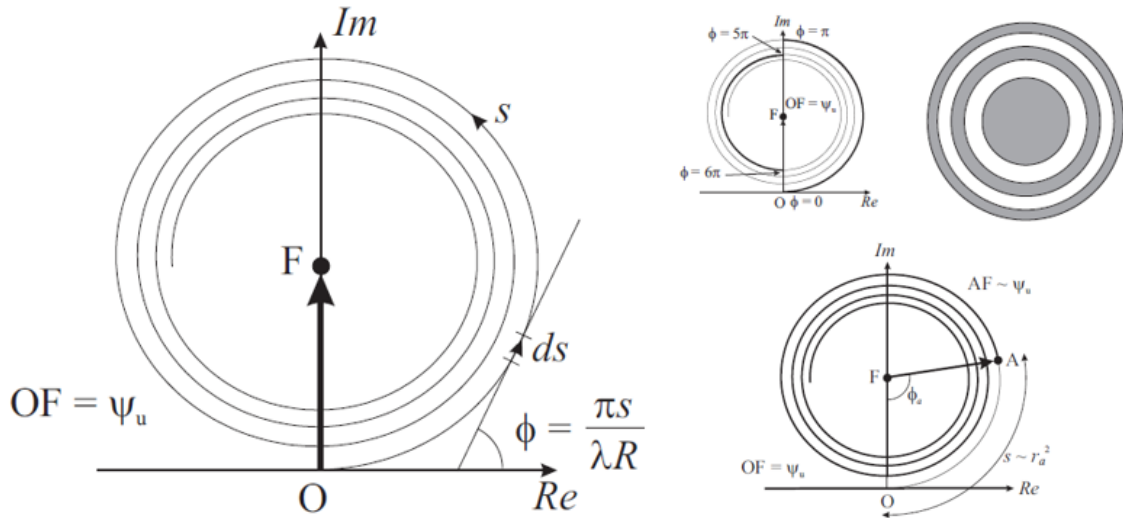 Im
s
F
ds
OF = ψᵤ
ϕ = πs/λR
O
Re
ϕ = 5π
Im
ϕ = π
F
OF = ψᵤ
ϕ = 6π
O
ϕ = 0
Re
Im
AF ~ ψᵤ
A
F
ϕₐ
s ~ rₐ²
OF = ψᵤ
O
Re